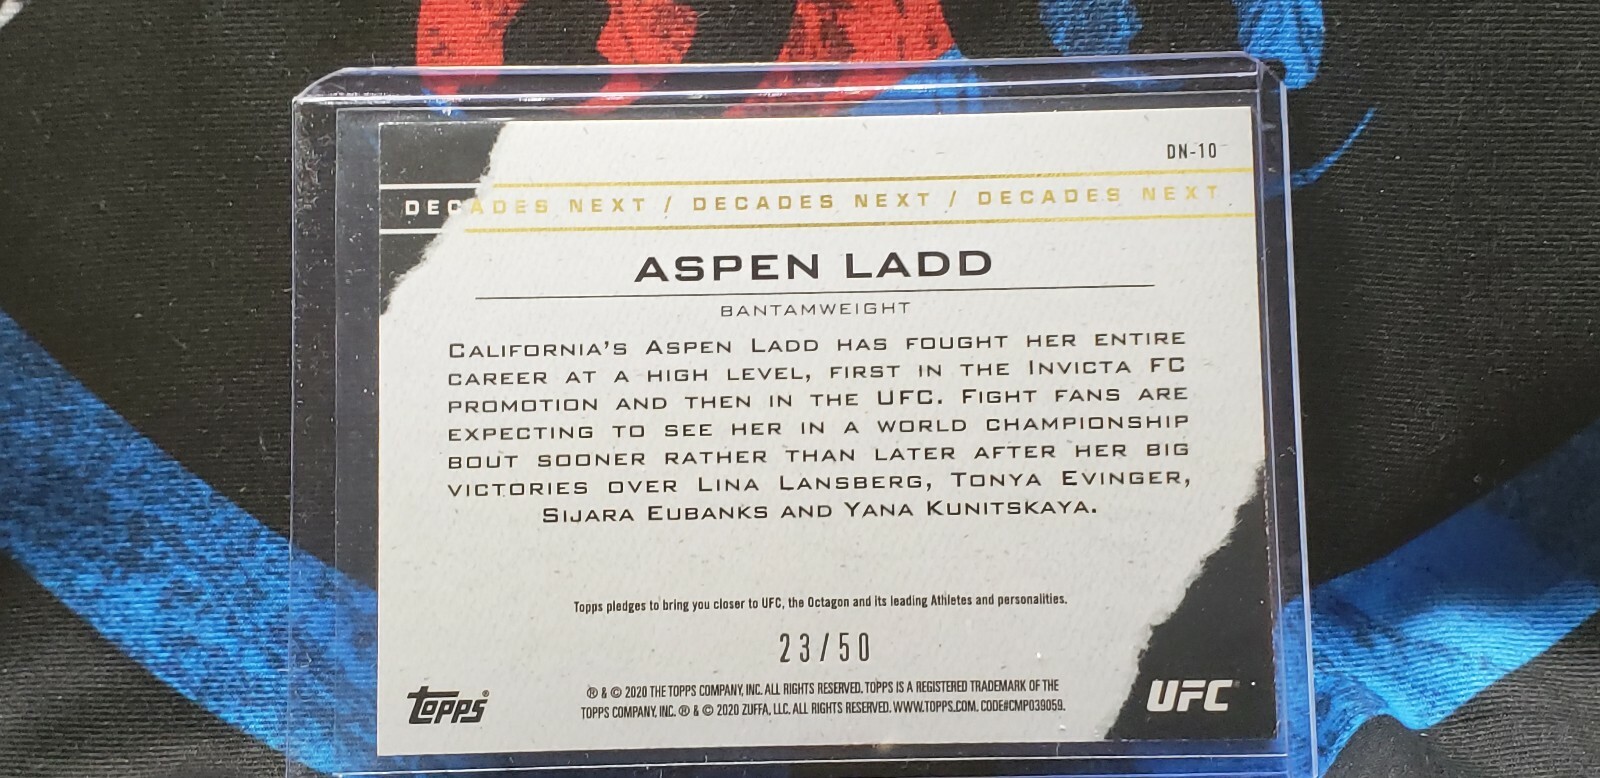 DN-10
DECADES NEXT / DECADES NEXT / DECADES NEXT
ASPEN LADD
BANTAMWEIGHT
CALIFORNIA'S ASPEN LADD HAS FOUGHT HER ENTIRE
CAREER AT A HIGH LEVEL, FIRST IN THE INVICTA FC
PROMOTION AND THEN IN THE UFC. FIGHT FANS ARE
EXPECTING TO SEE HER IN A WORLD CHAMPIONSHIP
BOUT SOONER RATHER THAN LATER AFTER HER BIG
VICTORIES OVER LINA LANSBERG, TONYA EVINGER,
SIJARA EUBANKS AND YANA KUNITSKAYA.
Topps pledges to bring you closer to UFC, the Octagon and its leading Athletes and personalities.
23/50
® & © 2020 THE TOPPS COMPANY, INC. ALL RIGHTS RESERVED. TOPPS IS A REGISTERED TRADEMARK OF THE
TOPPS COMPANY, INC. ® & © 2020 ZUFFA, LLC. ALL RIGHTS RESERVED. WWW.TOPPS.COM. CODE#CMP039059.
topps®
UFC